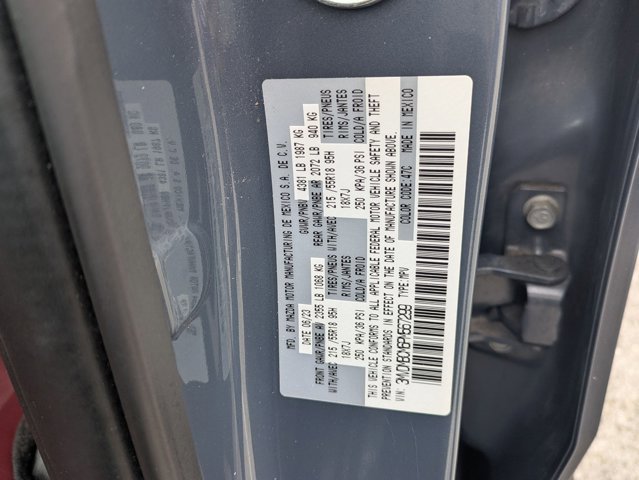 MFD. BY MAZDA MOTOR MANUFACTURING DE MEXICO S.A. DE C.V.
DATE 06/23 GVWR/PNBV 4381 LB 1987 KG
FRONT GAWR/PNBE AV 2355 LB 1068 KG REAR GAWR/PNBE AR 2072 LB 940 KG
WITH/AVEC 215/55R18 95H TIRES/PNEUS WITH/AVEC 215/55R18 95H TIRES/PNEUS
18X7J RIMS/JANTES 18X7J RIMS/JANTES
250 KPA/36 PSI COLD/A FROID 250 KPA/36 PSI COLD/A FROID
THIS VEHICLE CONFORMS TO ALL APPLICABLE FEDERAL MOTOR VEHICLE SAFETY AND THEFT
PREVENTION STANDARDS IN EFFECT ON THE DATE OF MANUFACTURE SHOWN ABOVE.
VIN: TYPE: MPV COLOR CODE: 47C MADE IN MEXICO